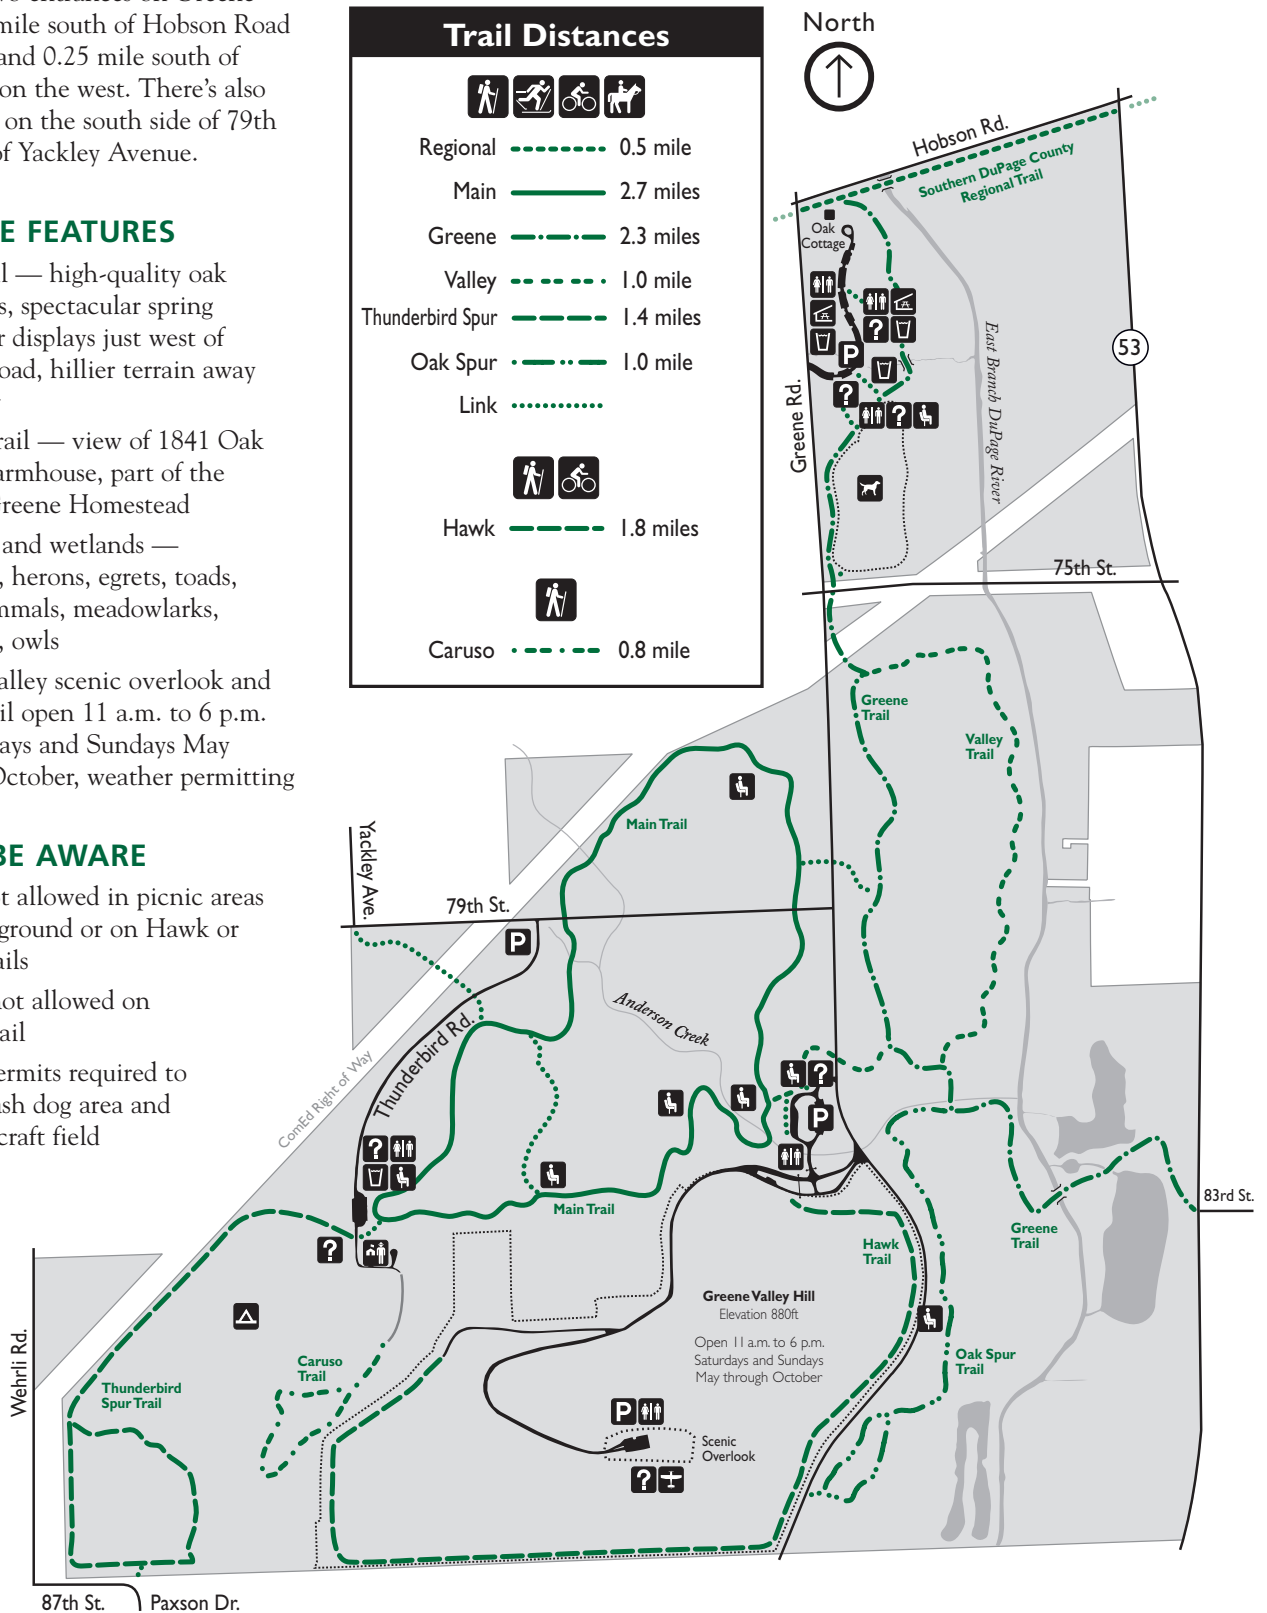 mile south of Hobson Road
and 0.25 mile south of
on the west. There's also
on the south side of 79th
of Yackley Avenue.
E FEATURES
l — high-quality oak
s, spectacular spring
r displays just west of
oad, hillier terrain away
rail — view of 1841 Oak
armhouse, part of the
Greene Homestead
and wetlands —
, herons, egrets, toads,
mmals, meadowlarks,
, owls
alley scenic overlook and
il open 11 a.m. to 6 p.m.
ays and Sundays May
October, weather permitting
BE AWARE
ot allowed in picnic areas
ground or on Hawk or
ails
not allowed on
ail
ermits required to
ash dog area and
craft field
Trail Distances
Regional 0.5 mile
Main 2.7 miles
Greene 2.3 miles
Valley 1.0 mile
Thunderbird Spur 1.4 miles
Oak Spur 1.0 mile
Link
Hawk 1.8 miles
Caruso 0.8 mile
North
Hobson Rd.
Southern DuPage County
Regional Trail
Oak
Cottage
P
?
?
?
53
Greene Rd.
East Branch DuPage River
75th St.
Greene
Trail
Valley
Trail
Main Trail
Yackley Ave.
79th St.
P
Anderson Creek
Thunderbird Rd.
ComEd Right of Way
?
P
?
Main Trail
?
83rd St.
Greene
Trail
Hawk
Trail
Greene Valley Hill
Elevation 880ft
Open 11 a.m. to 6 p.m.
Saturdays and Sundays
May through October
Oak Spur
Trail
Caruso
Trail
Thunderbird
Spur Trail
Wehrli Rd.
P
Scenic
Overlook
?
87th St.
Paxson Dr.